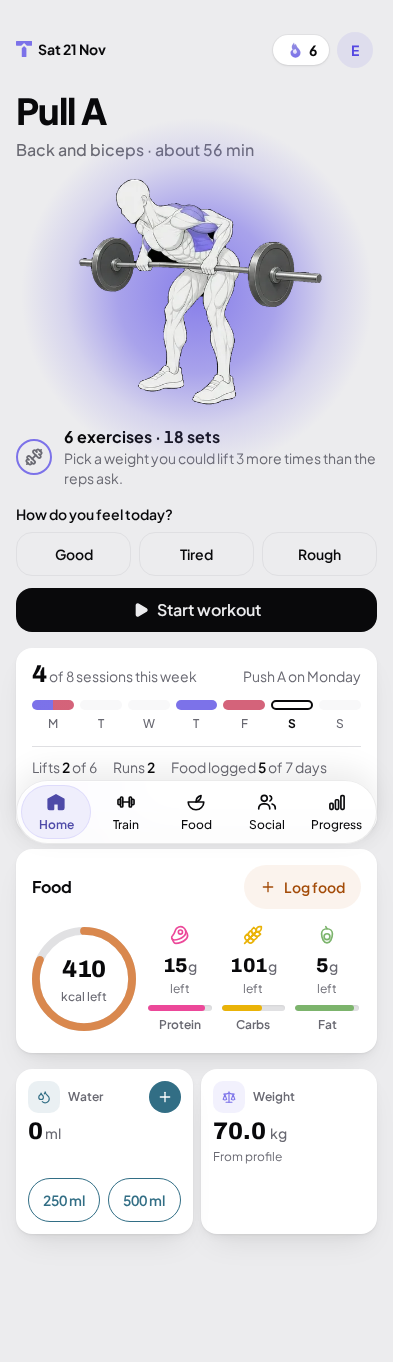 Sat 21 Nov
6
E
Pull A
Back and biceps · about 56 min
6 exercises · 18 sets
Pick a weight you could lift 3 more times than the
reps ask.
How do you feel today?
Good
Tired
Rough
Start workout
4 of 8 sessions this week
Push A on Monday
M T W T F S S
Lifts 2 of 6 Runs 2 Food logged 5 of 7 days
Home
Train
Food
Social
Progress
Food
Log food
410
kcal left
15g
left
Protein
101g
left
Carbs
5g
left
Fat
Water
0 ml
250 ml
500 ml
Weight
70.0 kg
From profile